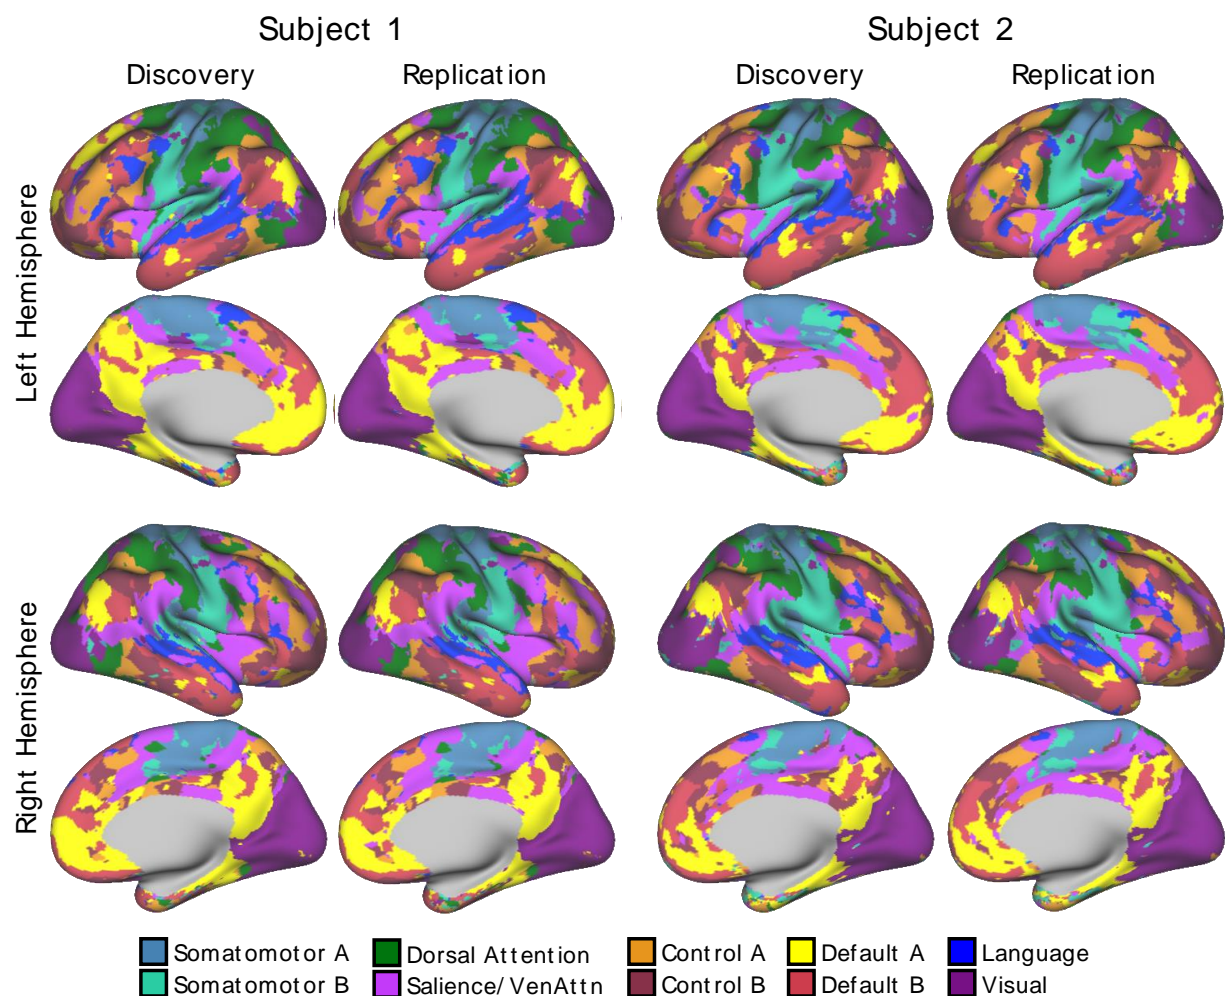 Subject 1
Subject 2
Discovery
Replication
Discovery
Replication
Left Hemisphere
Right Hemisphere
Somatomotor A
Dorsal Attention
Control A
Default A
Language
Somatomotor B
Salience/VenAttn
Control B
Default B
Visual